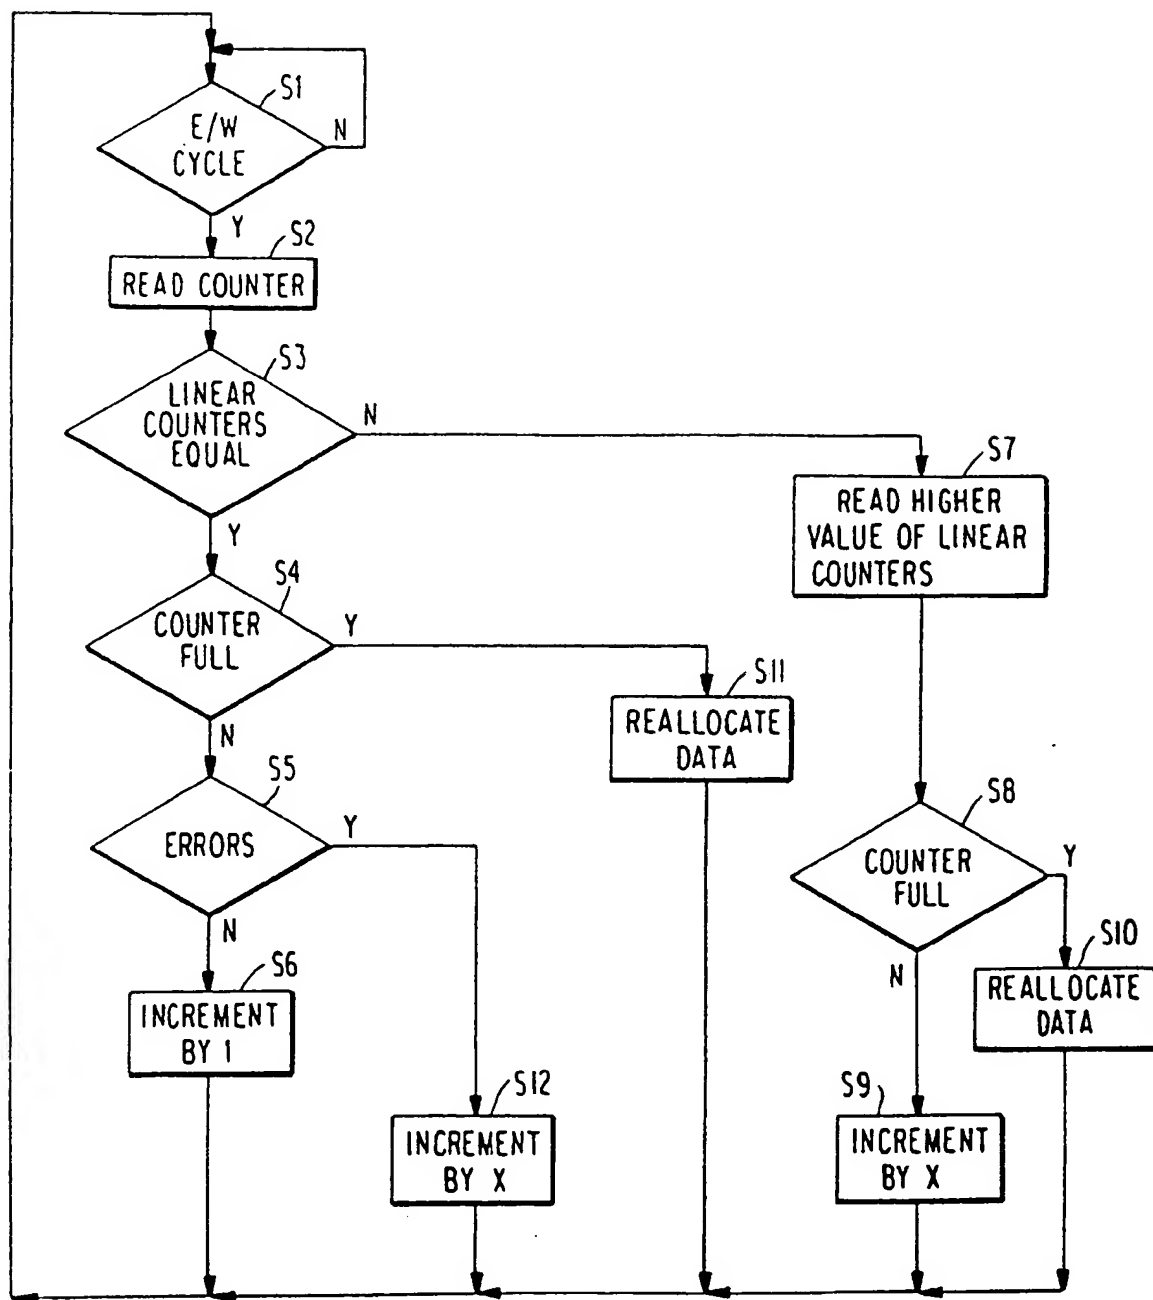 S1
E/W
CYCLE
N
Y
S2
READ COUNTER
S3
LINEAR
COUNTERS
EQUAL
N
Y
S7
READ HIGHER
VALUE OF LINEAR
COUNTERS
S4
COUNTER
FULL
Y
N
S11
REALLOCATE
DATA
S5
ERRORS
Y
N
S8
COUNTER
FULL
Y
N
S10
REALLOCATE
DATA
S6
INCREMENT
BY 1
S12
INCREMENT
BY X
S9
INCREMENT
BY X